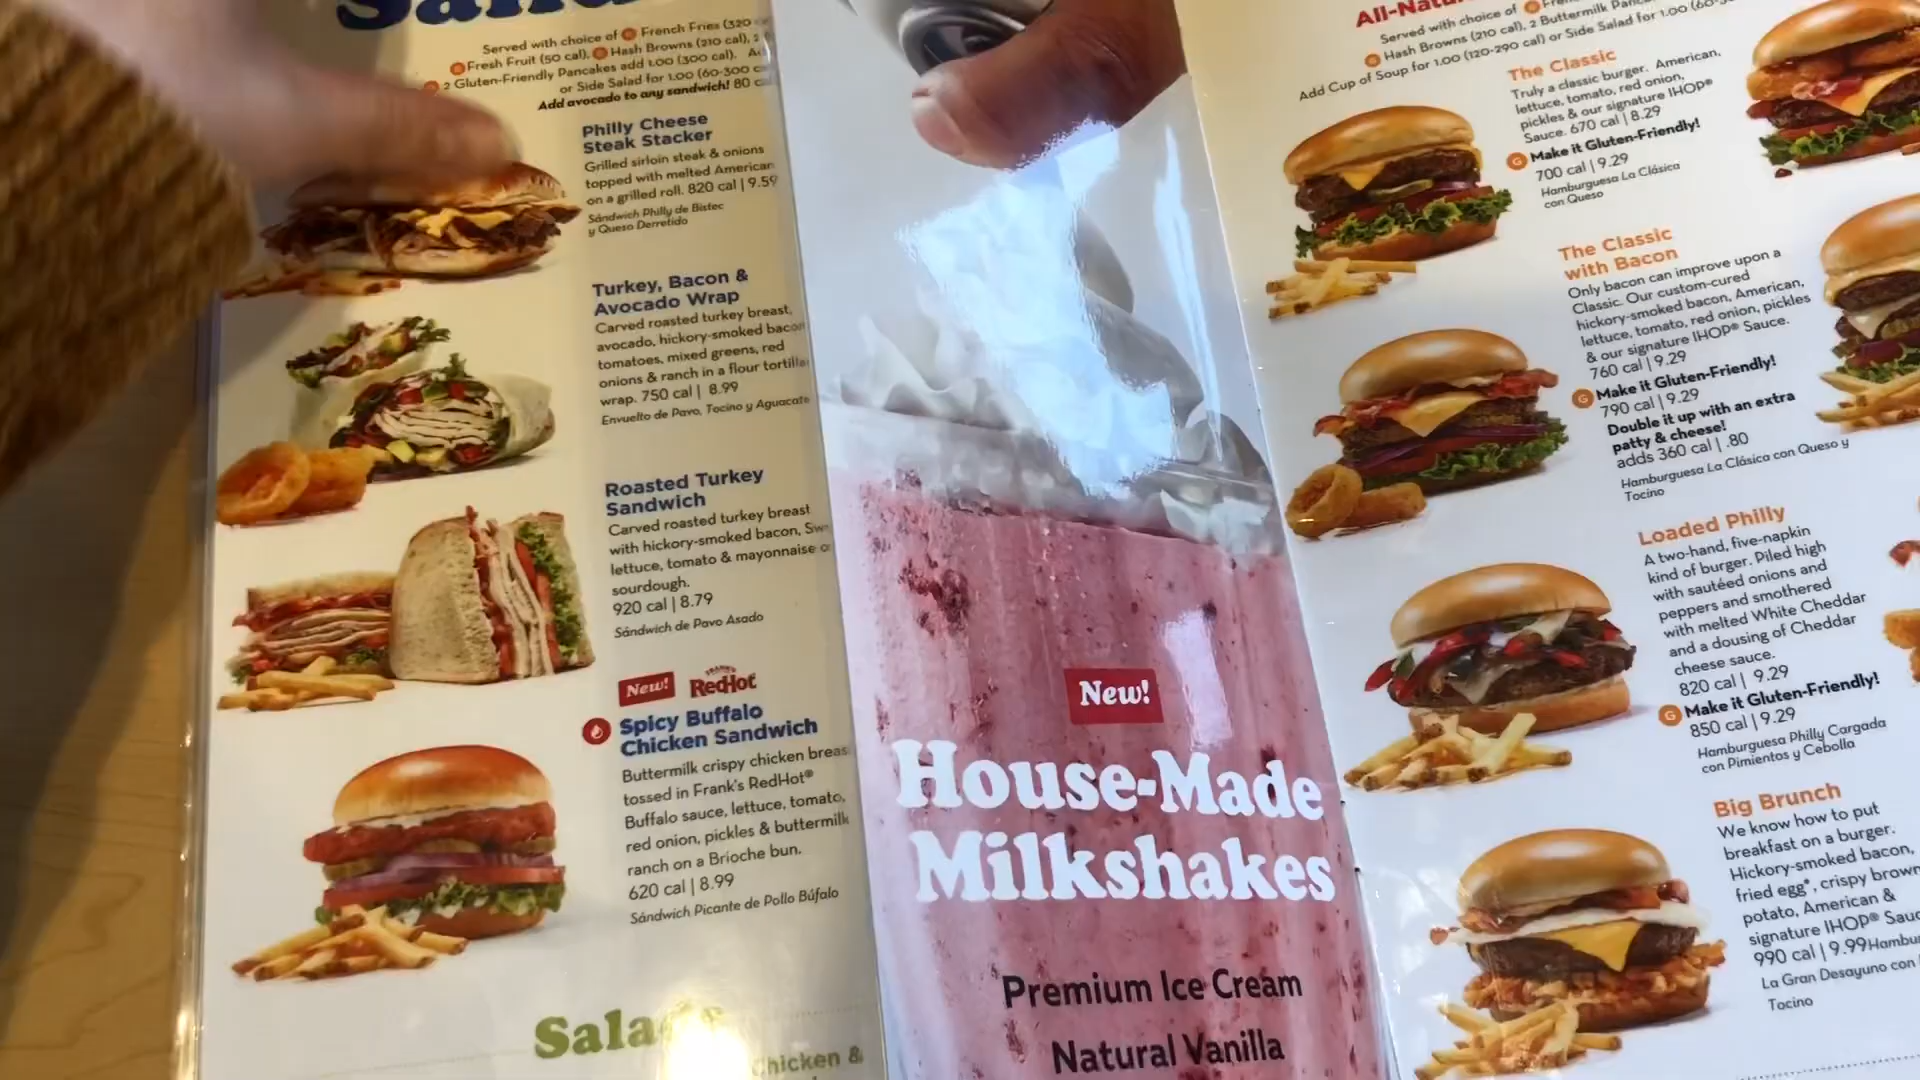 Served with choice of G French Fries (320
G Fresh Fruit (50 cal), G Hash Browns (210 cal), 2
G 2 Gluten-Friendly Pancakes add 1.00 (300 cal).
or Side Salad for 1.00 (60-300
Add avocado to any sandwich! 80
Philly Cheese
Steak Stacker
Grilled sirloin steak & onions
topped with melted American
on a grilled roll. 820 cal | 9.59
Sándwich Philly de Bistec
y Queso Derretido
Turkey, Bacon &
Avocado Wrap
Carved roasted turkey breast,
avocado, hickory-smoked bacon
tomatoes, mixed greens, red
onions & ranch in a flour tortilla
wrap. 750 cal | 8.99
Envuelto de Pavo, Tocino y Aguacate
Roasted Turkey
Sandwich
Carved roasted turkey breast
with hickory-smoked bacon,
lettuce, tomato & mayonnaise
sourdough.
920 cal | 8.79
Sándwich de Pavo Asado
New! FRANK'S RedHot
Spicy Buffalo
Chicken Sandwich
Buttermilk crispy chicken
tossed in Frank's RedHot®
Buffalo sauce, lettuce, tomato,
red onion, pickles & buttermilk
ranch on a Brioche bun.
620 cal | 8.99
Sándwich Picante de Pollo Búfalo
Salads
Chicken &
New!
House-Made
Milkshakes
Premium Ice Cream
Natural Vanilla
Served with choice of G
G Hash Browns (210 cal), 2 Buttermilk
Add Cup of Soup for 1.00 (120-290 cal) or Side Salad for 1.00
The Classic
Truly a classic burger. American,
lettuce, tomato, red onion,
pickles & our signature IHOP®
Sauce. 670 cal | 8.29
G Make it Gluten-Friendly!
700 cal | 9.29
Hamburguesa La Clásica
con Queso
The Classic
with Bacon
Only bacon can improve upon a
Classic. Our custom-cured
hickory-smoked bacon, American,
lettuce, tomato, red onion, pickles
& our signature IHOP® Sauce.
760 cal | 9.29
G Make it Gluten-Friendly!
790 cal | 9.29
Double it up with an extra
patty & cheese!
adds 360 cal | .80
Hamburguesa La Clásica con Queso y
Tocino
Loaded Philly
A two-hand, five-napkin
kind of burger. Piled high
with sautéed onions and
peppers and smothered
with melted White Cheddar
and a dousing of Cheddar
cheese sauce.
820 cal | 9.29
G Make it Gluten-Friendly!
850 cal | 9.29
Hamburguesa Philly Cargada
con Pimientos y Cebolla
Big Brunch
We know how to put
breakfast on a burger.
Hickory-smoked bacon,
fried egg*, crispy brown
potato, American &
signature IHOP®
990 cal | 9.99
La Gran Desayuno con
Tocino